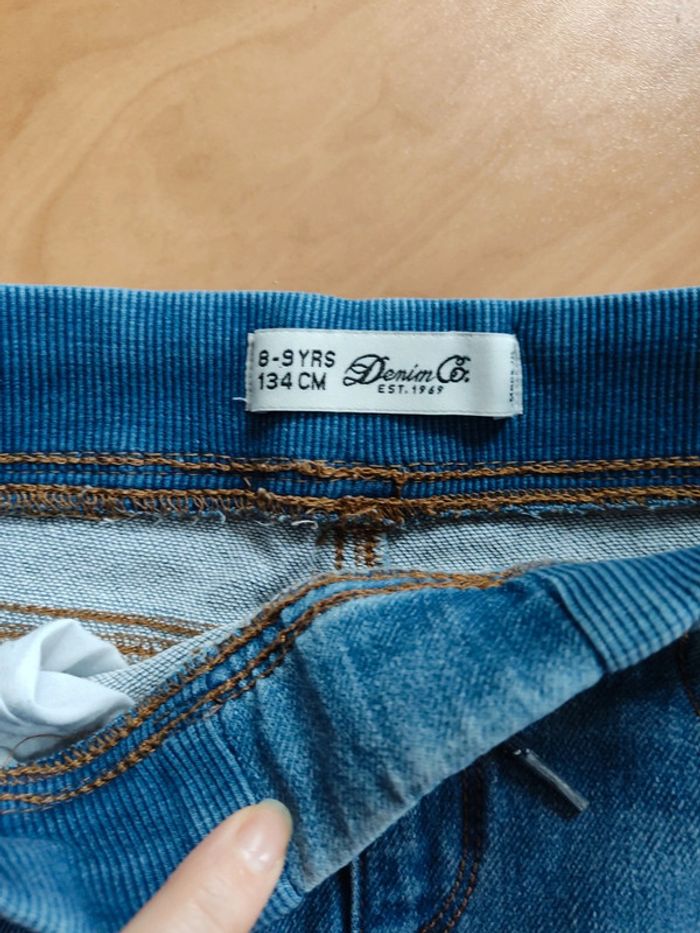 8-9 YRS
134 CM
Denim Co.
EST. 1969